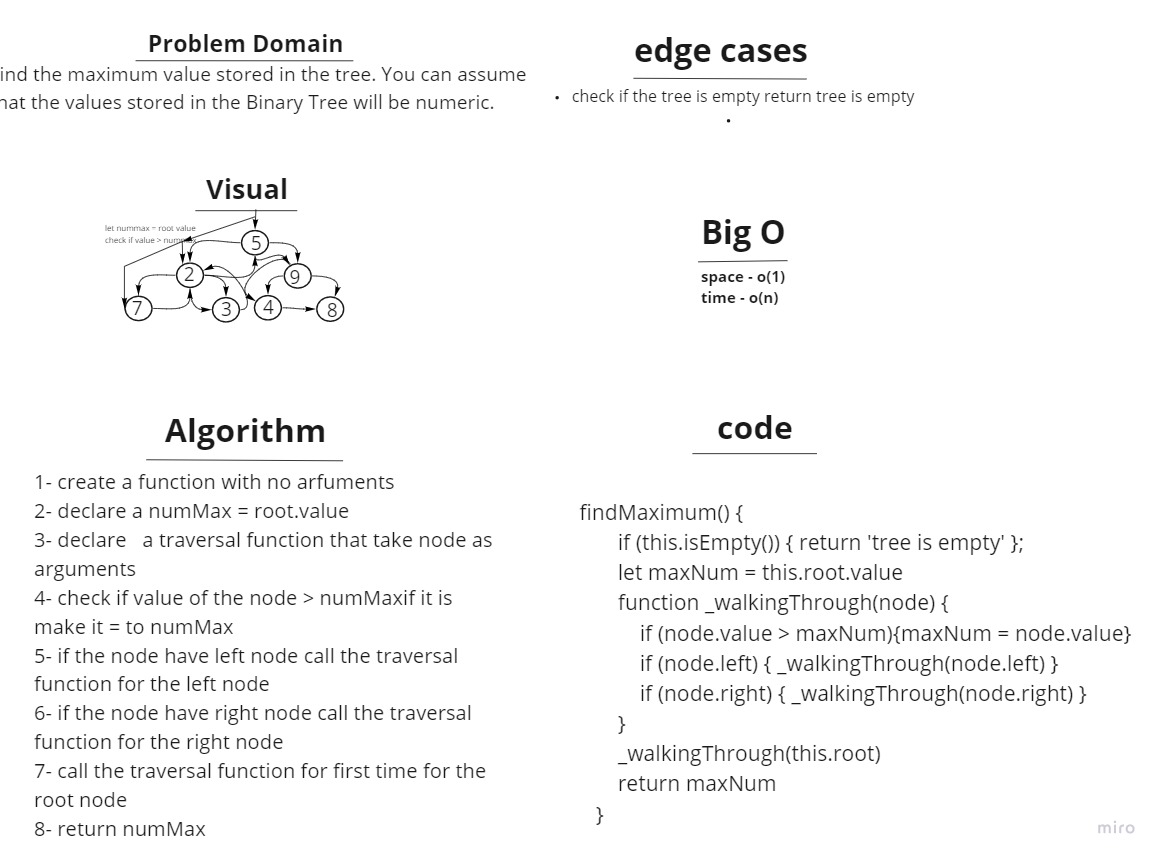 Problem Domain
ind the maximum value stored in the tree. You can assume
hat the values stored in the Binary Tree will be numeric.
edge cases
• check if the tree is empty return tree is empty
•
Visual
let nummax = root value
check if value > nummax
5
2
9
7
3
4
8
Big O
space - o(1)
time - o(n)
Algorithm
1- create a function with no arfuments
2- declare a numMax = root.value
3- declare   a traversal function that take node as
arguments
4- check if value of the node > numMaxif it is
make it = to numMax
5- if the node have left node call the traversal
function for the left node
6- if the node have right node call the traversal
function for the right node
7- call the traversal function for first time for the
root node
8- return numMax
code
findMaximum() {
if (this.isEmpty()) { return 'tree is empty' };
let maxNum = this.root.value
function _walkingThrough(node) {
if (node.value > maxNum){maxNum = node.value}
if (node.left) { _walkingThrough(node.left) }
if (node.right) { _walkingThrough(node.right) }
}
_walkingThrough(this.root)
return maxNum
}
miro